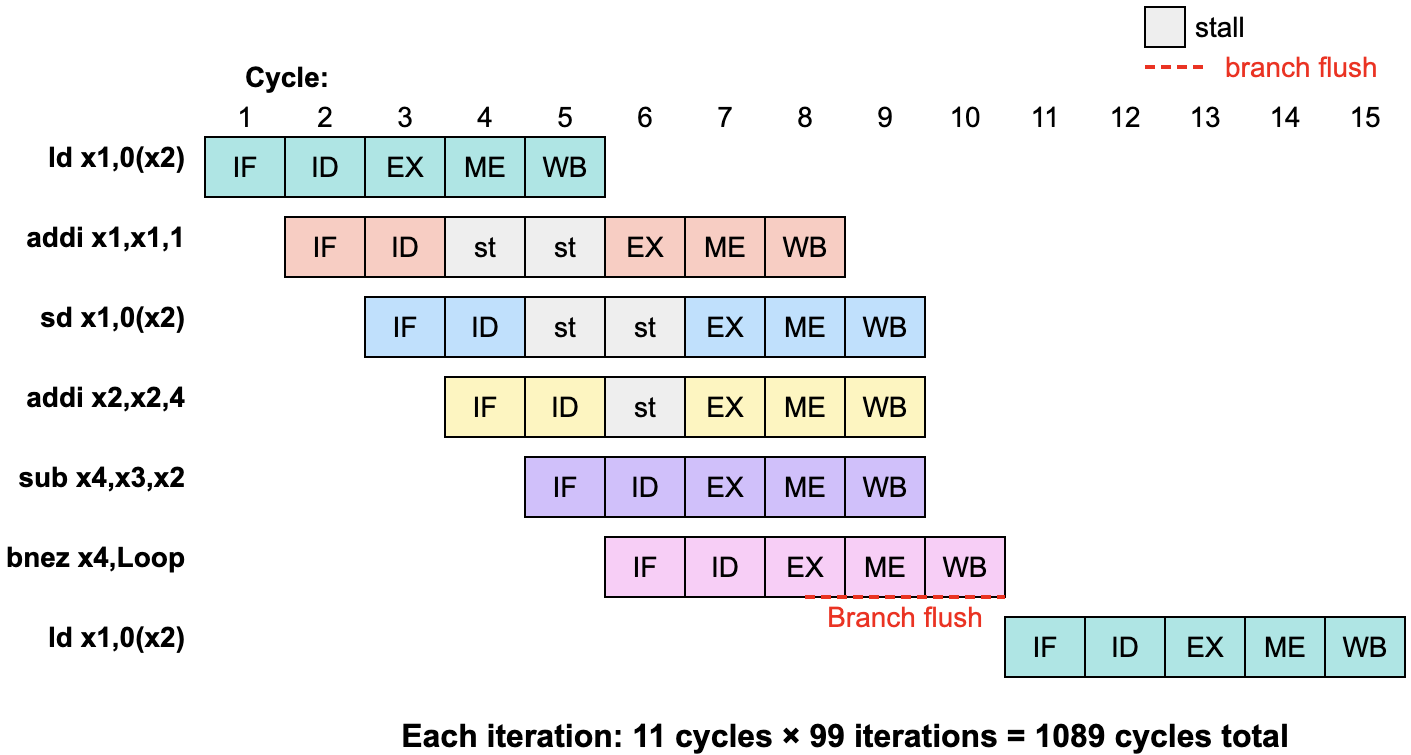 stall
branch flush
Cycle:
1 2 3 4 5 6 7 8 9 10 11 12 13 14 15
ld x1,0(x2) IF ID EX ME WB
addi x1,x1,1 IF ID st st EX ME WB
sd x1,0(x2) IF ID st st EX ME WB
addi x2,x2,4 IF ID st EX ME WB
sub x4,x3,x2 IF ID EX ME WB
bnez x4,Loop IF ID EX ME WB
Branch flush
ld x1,0(x2) IF ID EX ME WB
Each iteration: 11 cycles × 99 iterations = 1089 cycles total